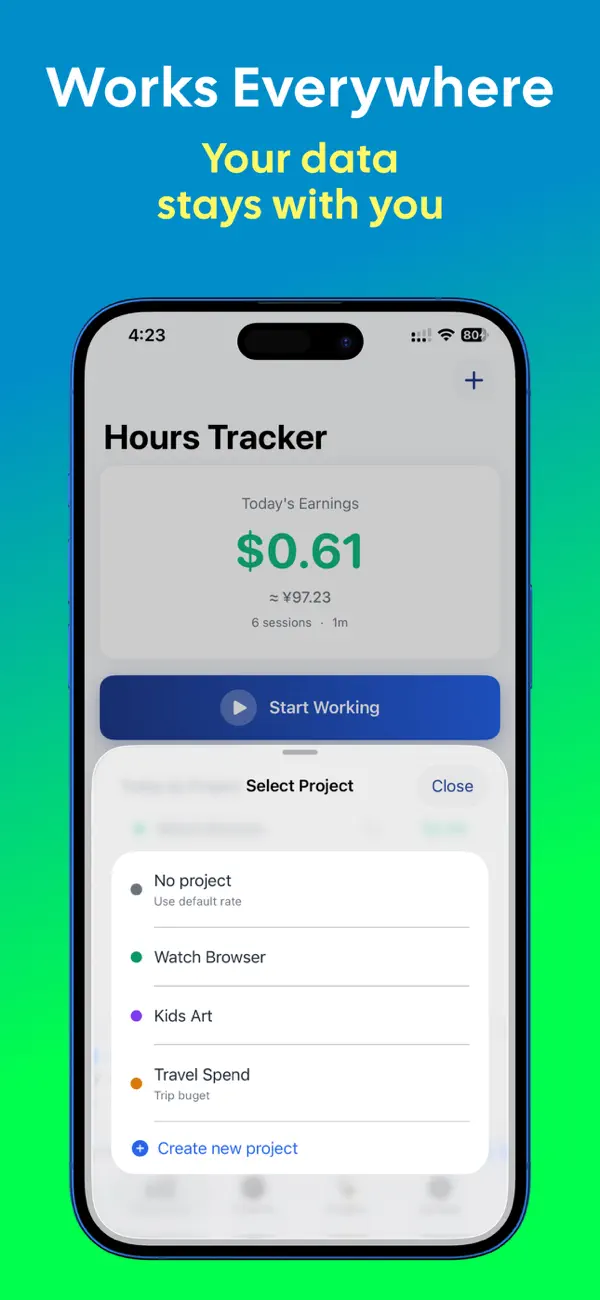 Works Everywhere
Your data
stays with you
4:23
80
Hours Tracker
Today's Earnings
$0.61
≈ ¥97.23
6 sessions · 1m
Start Working
Select Project
Close
No project
Use default rate
Watch Browser
Kids Art
Travel Spend
Trip buget
Create new project